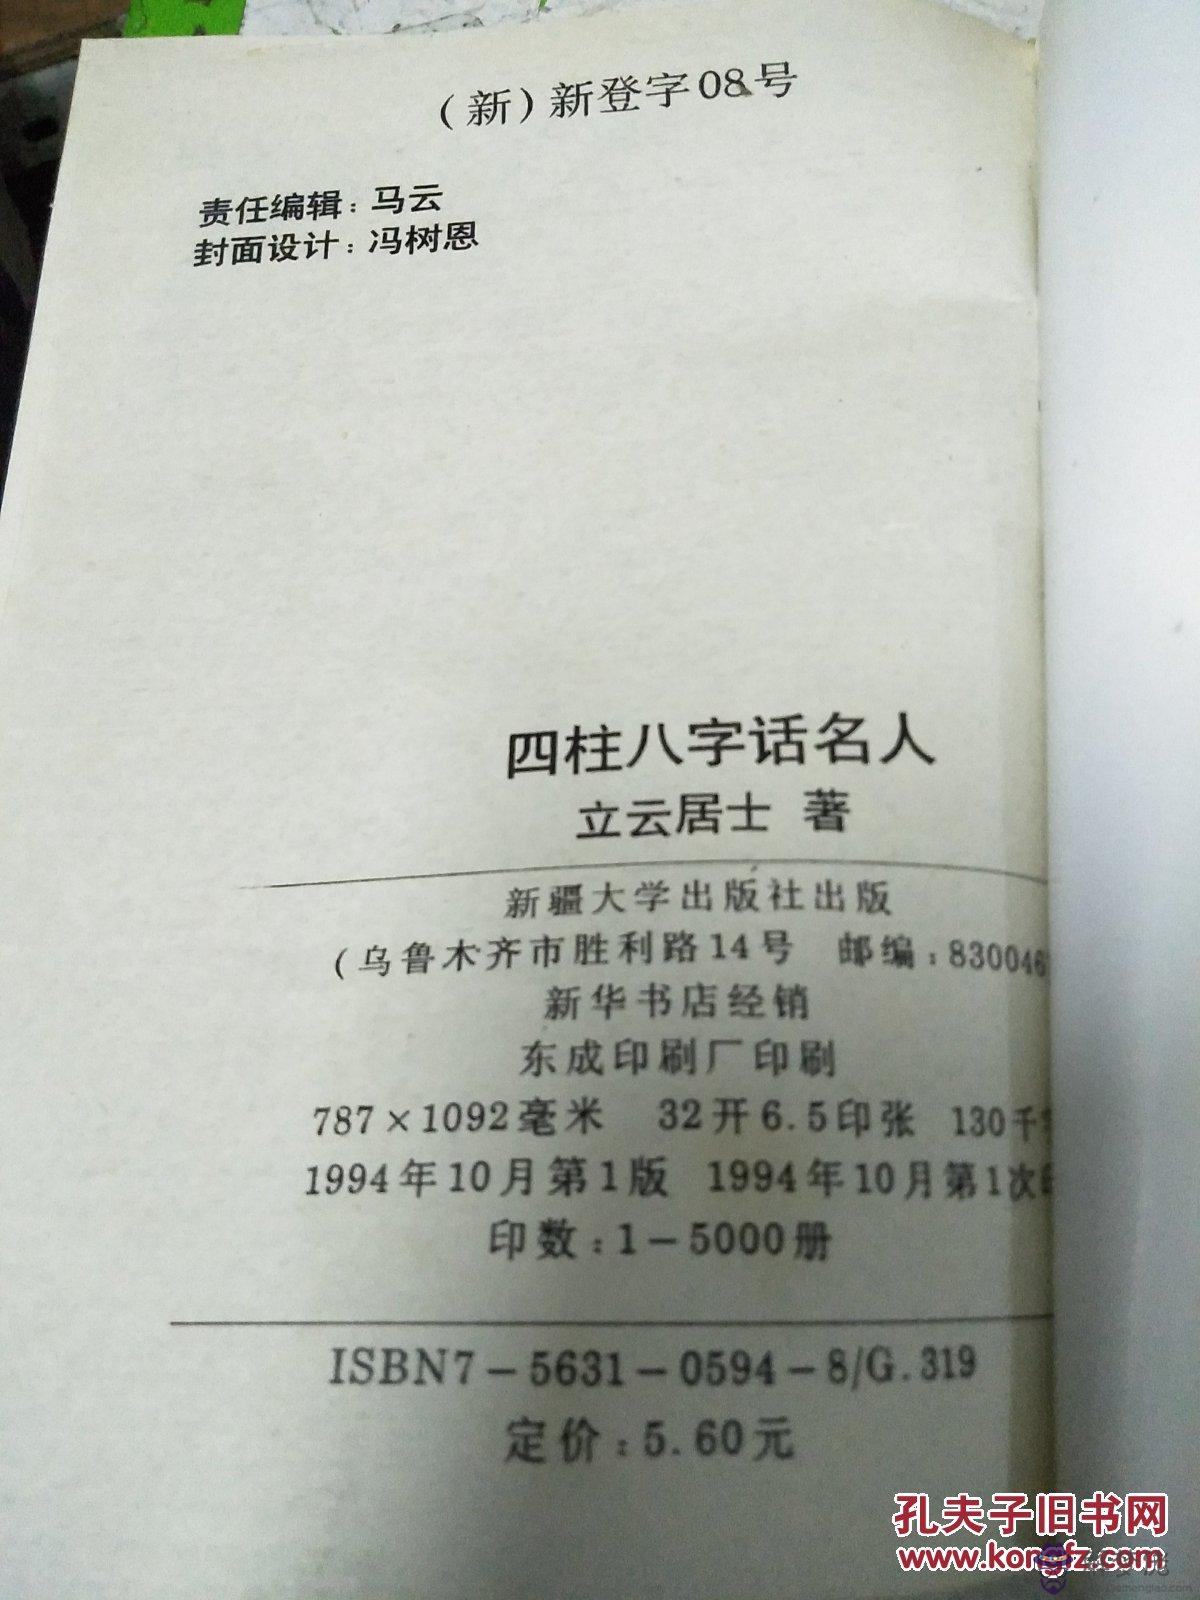 （新）新登字08号
责任编辑：马云
封面设计：冯树恩
四柱八字话名人
立云居士 著
新疆大学出版社出版
（乌鲁木齐市胜利路14号 邮编：830046
新华书店经销
东成印刷厂印刷
787×1092毫米 32开6.5印张 130千
1994年10月第1版 1994年10月第1次
印数：1－5000册
ISBN7－5631－0594－8/G.319
定价：5.60元
孔夫子旧书网
www.kongfz.com